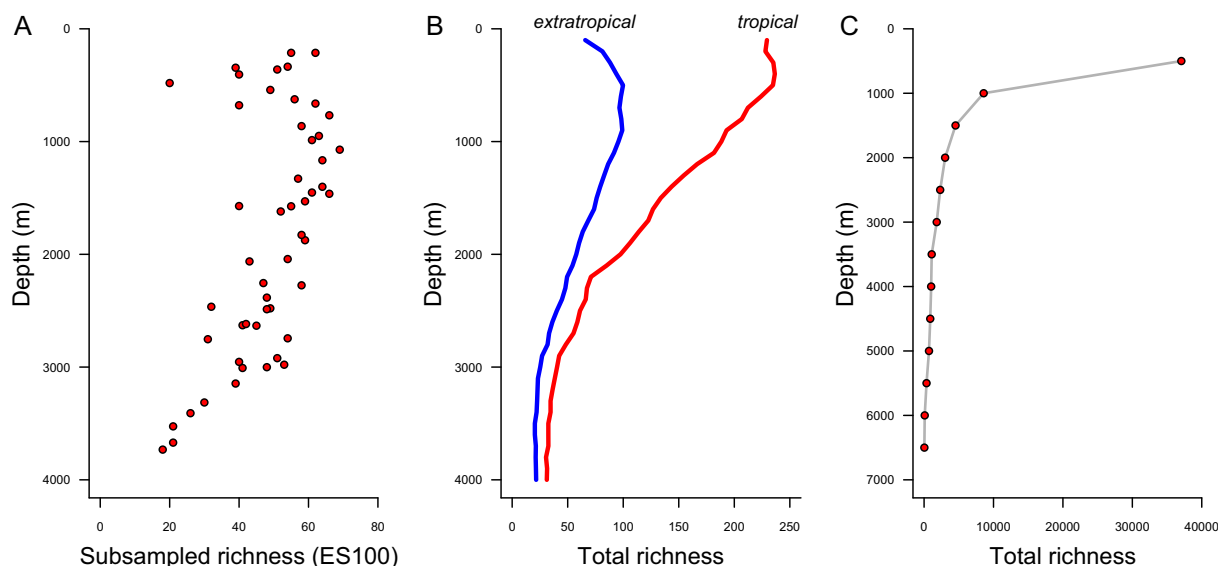 A
0
1000
2000
3000
4000
Depth (m)
0 20 40 60 80
Subsampled richness (ES100)
B
extratropical tropical
0
1000
2000
3000
4000
Depth (m)
0 50 100 150 200 250
Total richness
C
0
1000
2000
3000
4000
5000
6000
7000
Depth (m)
0 10000 20000 30000 40000
Total richness